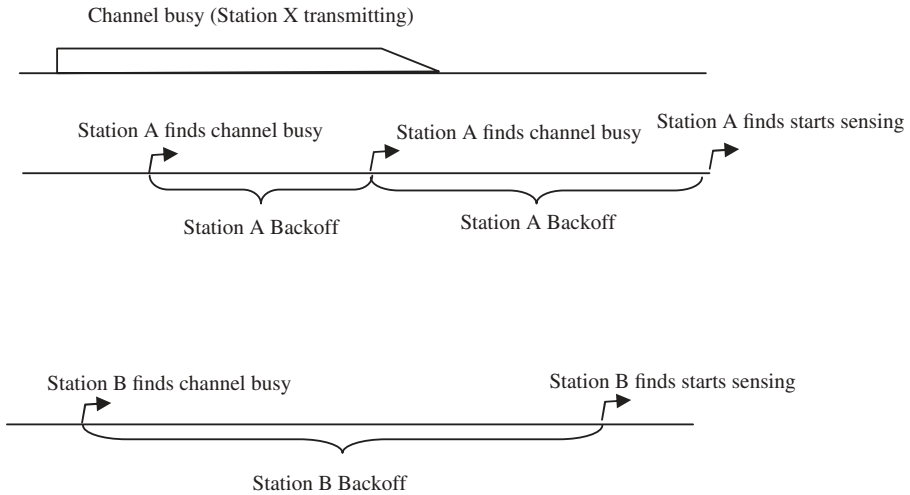 Channel busy (Station X transmitting)
Station A finds channel busy
Station A finds channel busy
Station A finds starts sensing
Station A Backoff
Station A Backoff
Station B finds channel busy
Station B finds starts sensing
Station B Backoff